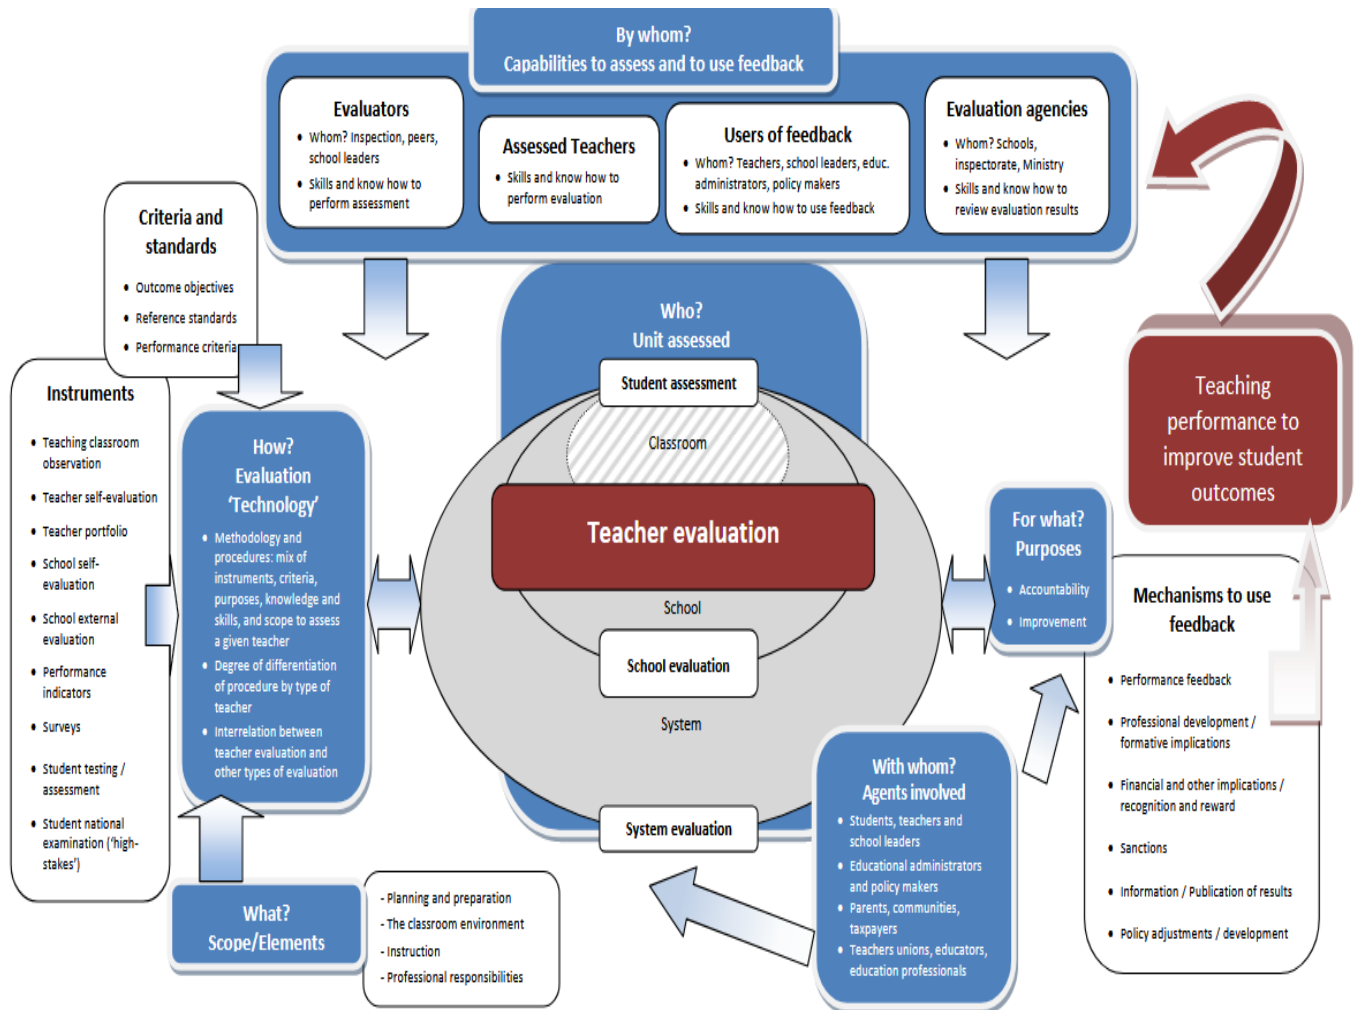 By whom?
Capabilities to assess and to use feedback
Evaluators
• Whom? Inspection, peers,
school leaders
• Skills and know how to
perform assessment
Assessed Teachers
• Skills and know how to
perform evaluation
Users of feedback
• Whom? Teachers, school leaders, educ.
administrators, policy makers
• Skills and know how to use feedback
Evaluation agencies
• Whom? Schools,
inspectorate, Ministry
• Skills and know how to
review evaluation results
Criteria and
standards
• Outcome objectives
• Reference standards
• Performance criteria
Instruments
• Teaching classroom
observation
• Teacher self-evaluation
• Teacher portfolio
• School self-
evaluation
• School external
evaluation
• Performance
indicators
• Surveys
• Student testing /
assessment
• Student national
examination ('high-
stakes')
How?
Evaluation
'Technology'
• Methodology and
procedures: mix of
instruments, criteria,
purposes, knowledge and
skills, and scope to assess
a given teacher
• Degree of differentiation
of procedure by type of
teacher
• Interrelation between
teacher evaluation and
other types of evaluation
What?
Scope/Elements
- Planning and preparation
- The classroom environment
- Instruction
- Professional responsibilities
Who?
Unit assessed
Student assessment
Classroom
Teacher evaluation
School
School evaluation
System
System evaluation
With whom?
Agents involved
• Students, teachers and
school leaders
• Educational administrators
and policy makers
• Parents, communities,
taxpayers
• Teachers unions, educators,
education professionals
For what?
Purposes
• Accountability
• Improvement
Mechanisms to use
feedback
• Performance feedback
• Professional development /
formative implications
• Financial and other implications /
recognition and reward
• Sanctions
• Information / Publication of results
• Policy adjustments / development
Teaching
performance to
improve student
outcomes